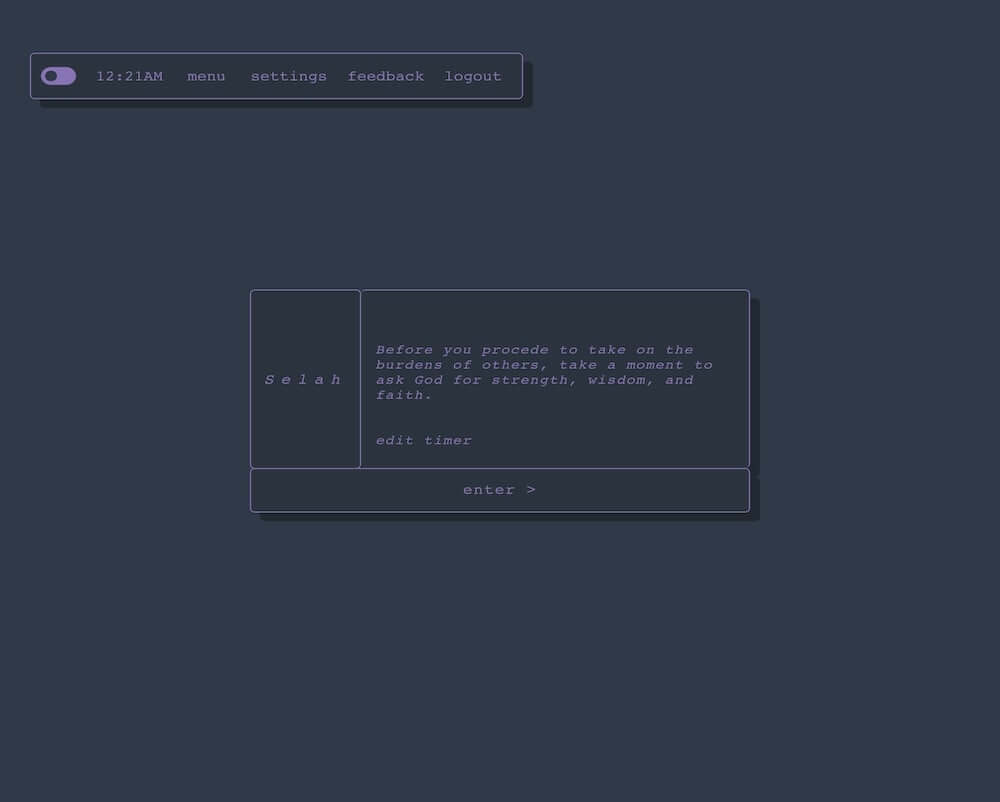 12:21AM menu settings feedback logout
S e l a h
Before you procede to take on the
burdens of others, take a moment to
ask God for strength, wisdom, and
faith.
edit timer
enter >